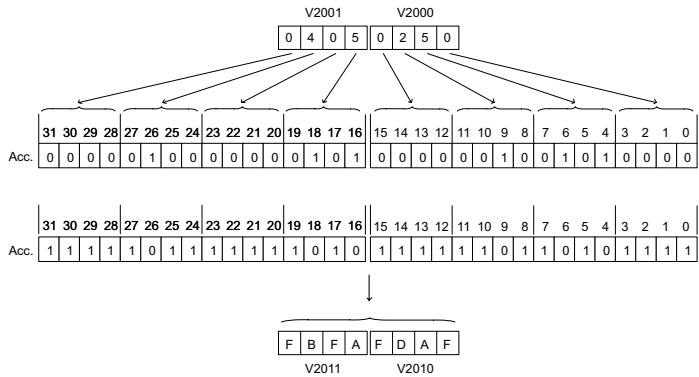 V2001 V2000
0 4 0 5 0 2 5 0
31 30 29 28 27 26 25 24 23 22 21 20 19 18 17 16 15 14 13 12 11 10 9 8 7 6 5 4 3 2 1 0
Acc. 0 0 0 0 0 1 0 0 0 0 0 0 0 1 0 1 0 0 0 0 0 0 1 0 0 1 0 1 0 0 0 0
31 30 29 28 27 26 25 24 23 22 21 20 19 18 17 16 15 14 13 12 11 10 9 8 7 6 5 4 3 2 1 0
Acc. 1 1 1 1 1 0 1 1 1 1 1 1 1 0 1 0 1 1 1 1 1 1 0 1 1 0 1 0 1 1 1 1
F B F A F D A F
V2011 V2010